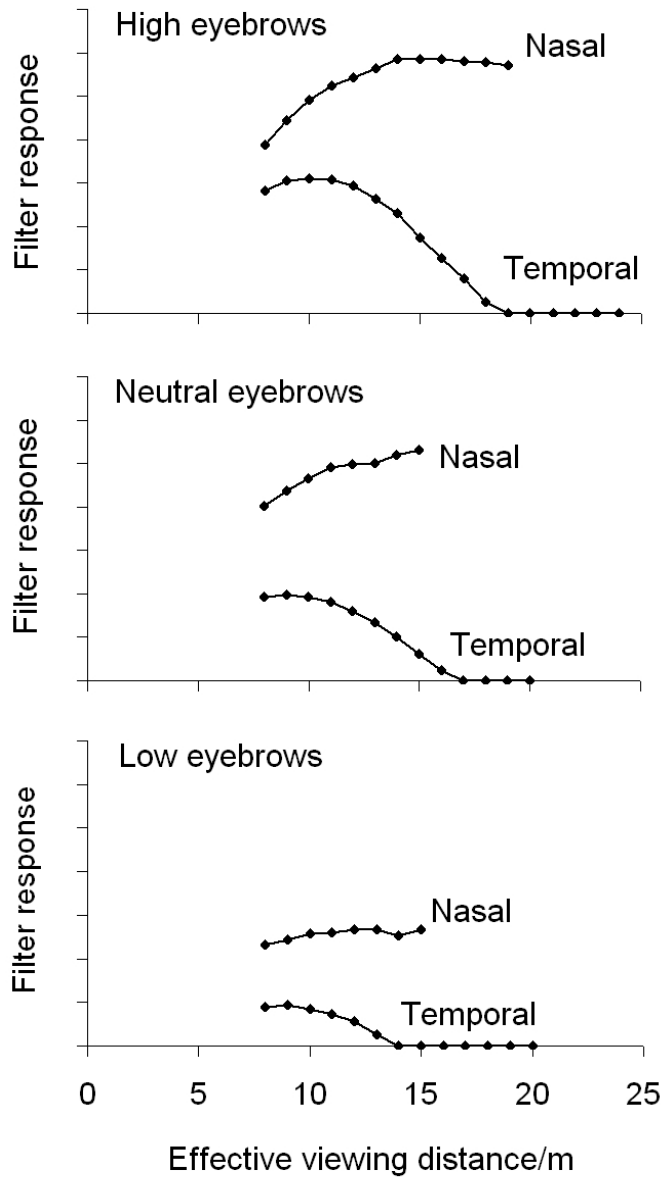 High eyebrows
Nasal
Filter response
Temporal
Neutral eyebrows
Nasal
Filter response
Temporal
Low eyebrows
Nasal
Filter response
Temporal
0 5 10 15 20 25
Effective viewing distance/m